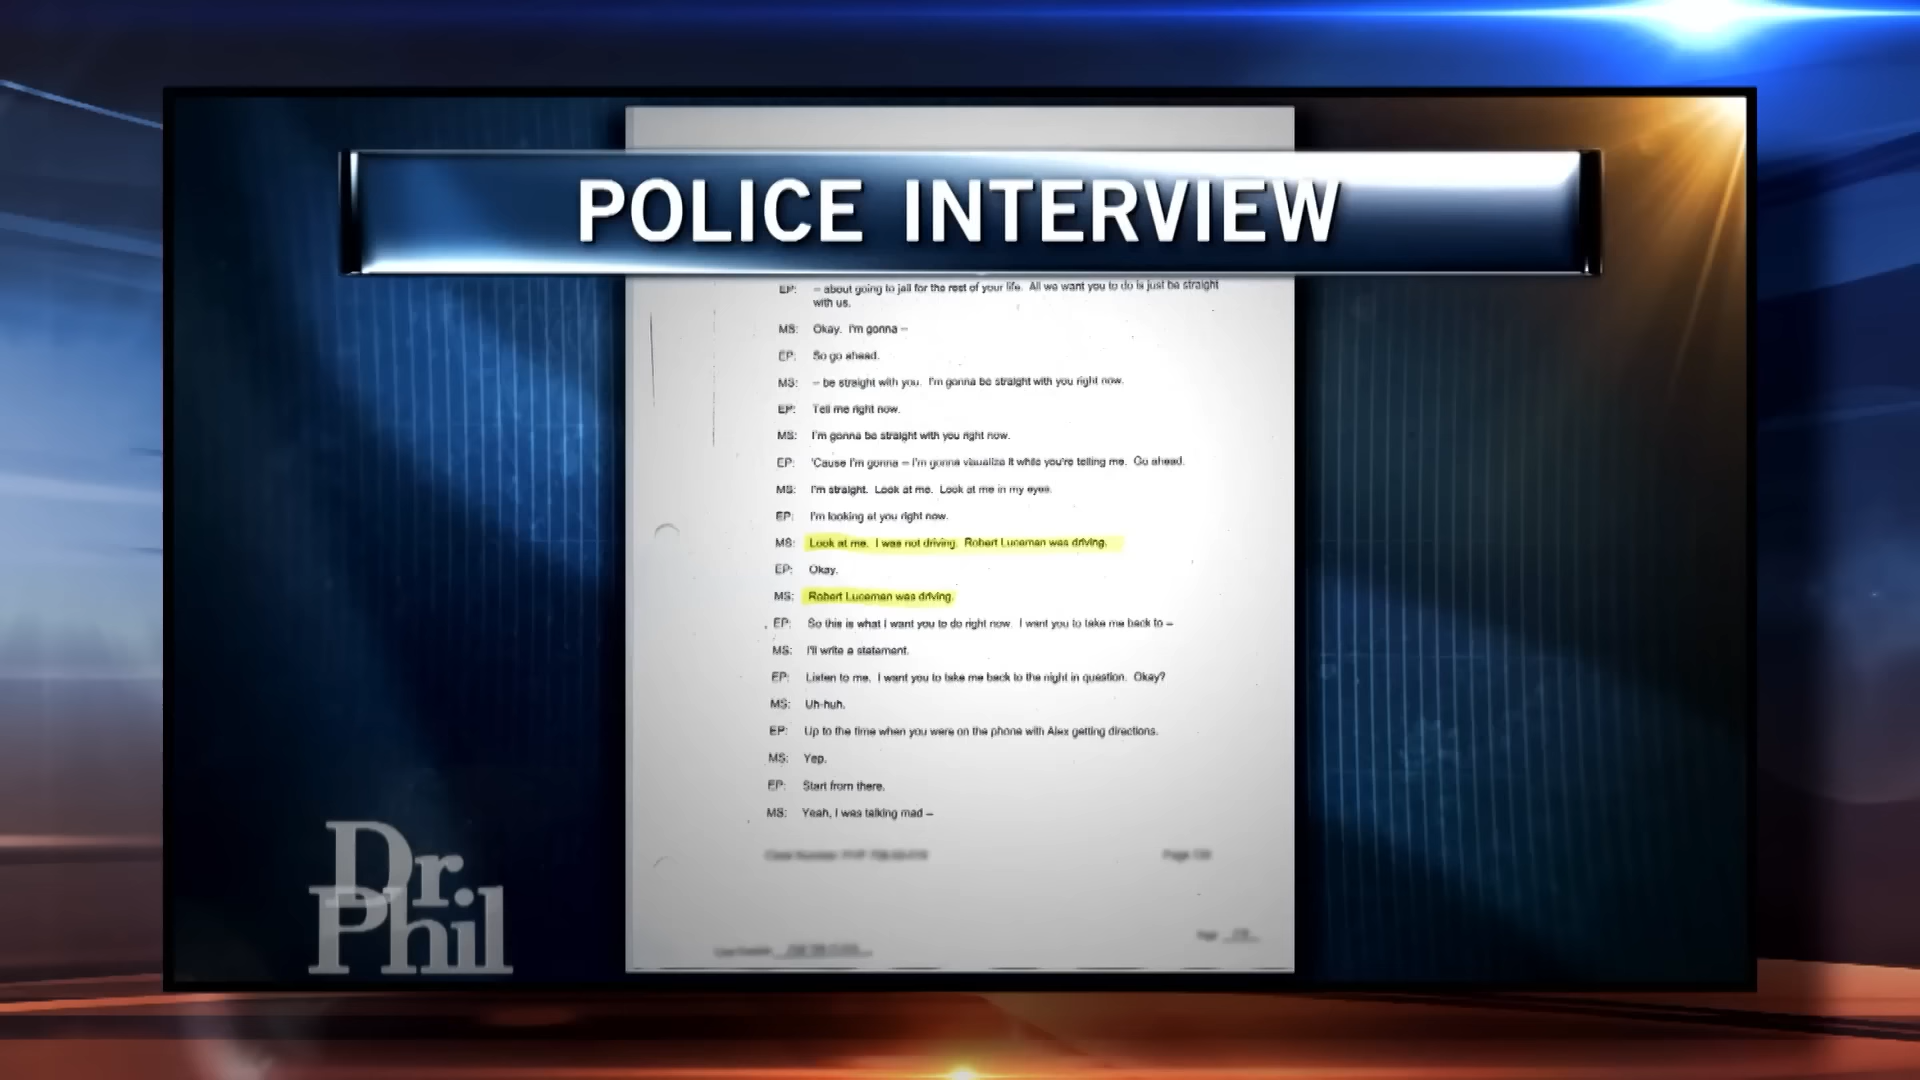 POLICE INTERVIEW
EP: – about going to jail for the rest of your life. All we want you to do is just be straight
with us.
MS: Okay. I'm gonna –
EP: So go ahead.
MS: – be straight with you. I'm gonna be straight with you right now.
EP: Tell me right now.
MS: I'm gonna be straight with you right now.
EP: 'Cause I'm gonna – I'm gonna visualize it while you're telling me. Go ahead.
MS: I'm straight. Look at me. Look at me in my eyes.
EP: I'm looking at you right now.
MS: Look at me. I was not driving. Robert Luceman was driving.
EP: Okay.
MS: Robert Luceman was driving.
EP: So this is what I want you to do right now. I want you to take me back to –
MS: I'll write a statement.
EP: Listen to me. I want you to take me back to the night in question. Okay?
MS: Uh-huh.
EP: Up to the time when you were on the phone with Alex getting directions.
MS: Yep.
EP: Start from there.
MS: Yeah, I was talking mad –
Dr.
Phil